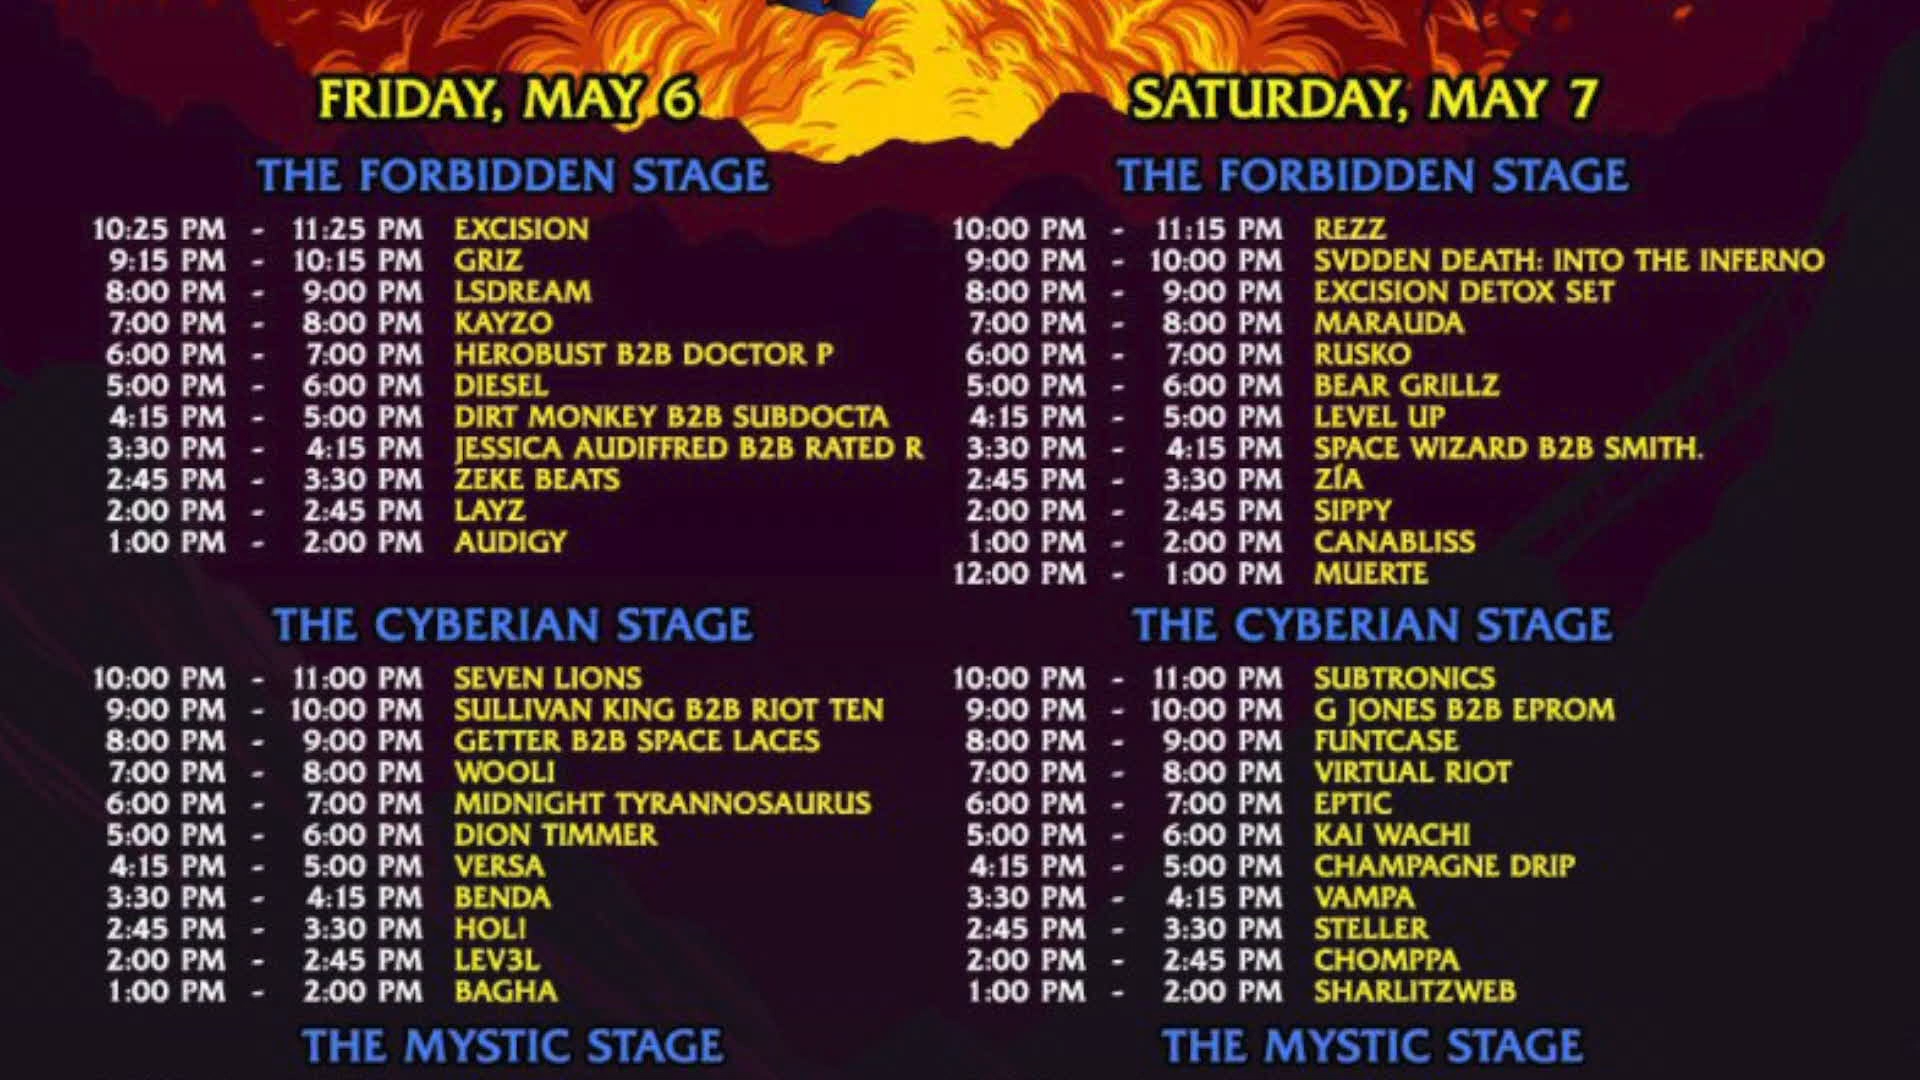 FRIDAY, MAY 6
THE FORBIDDEN STAGE
10:25 PM - 11:25 PM EXCISION
9:15 PM - 10:15 PM GRIZ
8:00 PM - 9:00 PM LSDREAM
7:00 PM - 8:00 PM KAYZO
6:00 PM - 7:00 PM HEROBUST B2B DOCTOR P
5:00 PM - 6:00 PM DIESEL
4:15 PM - 5:00 PM DIRT MONKEY B2B SUBDOCTA
3:30 PM - 4:15 PM JESSICA AUDIFFRED B2B RATED R
2:45 PM - 3:30 PM ZEKE BEATS
2:00 PM - 2:45 PM LAYZ
1:00 PM - 2:00 PM AUDIGY
THE CYBERIAN STAGE
10:00 PM - 11:00 PM SEVEN LIONS
9:00 PM - 10:00 PM SULLIVAN KING B2B RIOT TEN
8:00 PM - 9:00 PM GETTER B2B SPACE LACES
7:00 PM - 8:00 PM WOOLI
6:00 PM - 7:00 PM MIDNIGHT TYRANNOSAURUS
5:00 PM - 6:00 PM DION TIMMER
4:15 PM - 5:00 PM VERSA
3:30 PM - 4:15 PM BENDA
2:45 PM - 3:30 PM HOL!
2:00 PM - 2:45 PM LEV3L
1:00 PM - 2:00 PM BAGHA
THE MYSTIC STAGE
SATURDAY, MAY 7
THE FORBIDDEN STAGE
10:00 PM - 11:15 PM REZZ
9:00 PM - 10:00 PM SVDDEN DEATH: INTO THE INFERNO
8:00 PM - 9:00 PM EXCISION DETOX SET
7:00 PM - 8:00 PM MARAUDA
6:00 PM - 7:00 PM RUSKO
5:00 PM - 6:00 PM BEAR GRILLZ
4:15 PM - 5:00 PM LEVEL UP
3:30 PM - 4:15 PM SPACE WIZARD B2B SMITH.
2:45 PM - 3:30 PM ZÍA
2:00 PM - 2:45 PM SIPPY
1:00 PM - 2:00 PM CANABLISS
12:00 PM - 1:00 PM MUERTE
THE CYBERIAN STAGE
10:00 PM - 11:00 PM SUBTRONICS
9:00 PM - 10:00 PM G JONES B2B EPROM
8:00 PM - 9:00 PM FUNTCASE
7:00 PM - 8:00 PM VIRTUAL RIOT
6:00 PM - 7:00 PM EPTIC
5:00 PM - 6:00 PM KAI WACHI
4:15 PM - 5:00 PM CHAMPAGNE DRIP
3:30 PM - 4:15 PM VAMPA
2:45 PM - 3:30 PM STELLER
2:00 PM - 2:45 PM CHOMPPA
1:00 PM - 2:00 PM SHARLITZWEB
THE MYSTIC STAGE